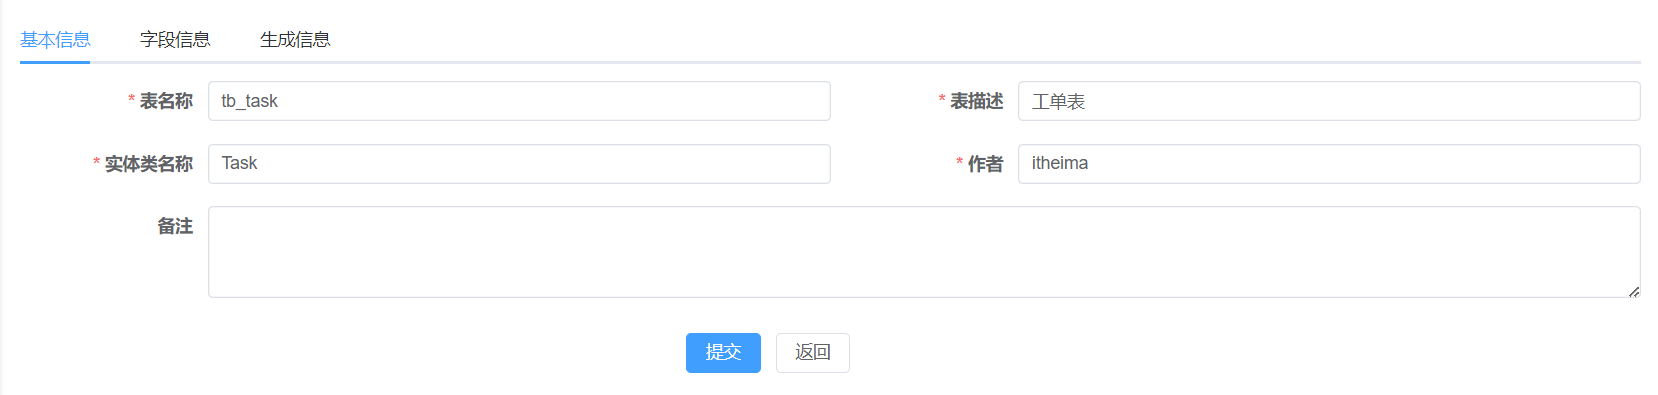 基本信息 字段信息 生成信息
* 表名称 tb_task * 表描述 工单表
* 实体类名称 Task * 作者 itheima
备注
提交 返回